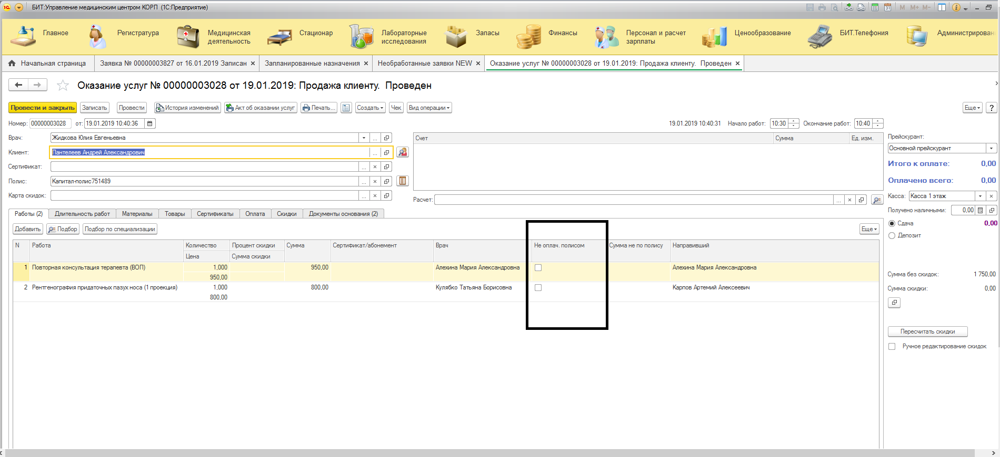 БИТ:Управление медицинским центром КОРП  (1С:Предприятие)
M M+ M-
Главное
Регистратура
Медицинская деятельность
Стационар
Лабораторные исследования
Запасы
Финансы
Персонал и расчет зарплаты
Ценообразование
БИТ.Телефония
Администрирован
Начальная страница
Заявка № 00000003827 от 16.01.2019 Записан ×
Запланированные назначения ×
Необработанные заявки NEW ×
Оказание услуг № 00000003028 от 19.01.2019: Продажа клиенту.  Проведен ×
Оказание услуг № 00000003028 от 19.01.2019: Продажа клиенту.  Проведен
Провести и закрыть
Записать
Провести
История изменений
Акт об оказании услуг
Печать...
Создать
Чек
Вид операции
Еще
?
Номер: 00000003028 от: 19.01.2019 10:40:36
19.01.2019 10:40:31 Начало работ: 10:30 Окончание работ: 10:40
Врач: Жидкова Юлия Евгеньевна
Клиент: Пантелеев Андрей Александрович
Сертификат:
Полис: Капитал-полис751489
Карта скидок:
Счет Сумма Ед. изм.
Расчет:
Прейскурант:
Основной прейскурант
Итого к оплате: 0,00
Оплачено всего: 0,00
Касса: Касса 1 этаж
Получено наличными: 0,00
Сдача 0,00
Депозит
Сумма без скидок: 1 750,00
Сумма скидки: 0,00
Пересчитать скидки
Ручное редактирование скидок
Работы (2)
Длительность работ
Материалы
Товары
Сертификаты
Оплата
Скидки
Документы основания (2)
Добавить
Подбор
Подбор по специализации
Еще
N Работа Количество Процент скидки Сумма Сертификат/абонемент Врач Не оплач. полисом Сумма не по полису Направивший
Цена Сумма скидки
1 Повторная консультация терапевта (ВОП) 1,000 950,00 Алехина Мария Александровна Алехина Мария Александровна
950,00
2 Рентгенография придаточных пазух носа (1 проекция) 1,000 800,00 Кулябко Татьяна Борисовна Карпов Артемий Алексеевич
800,00